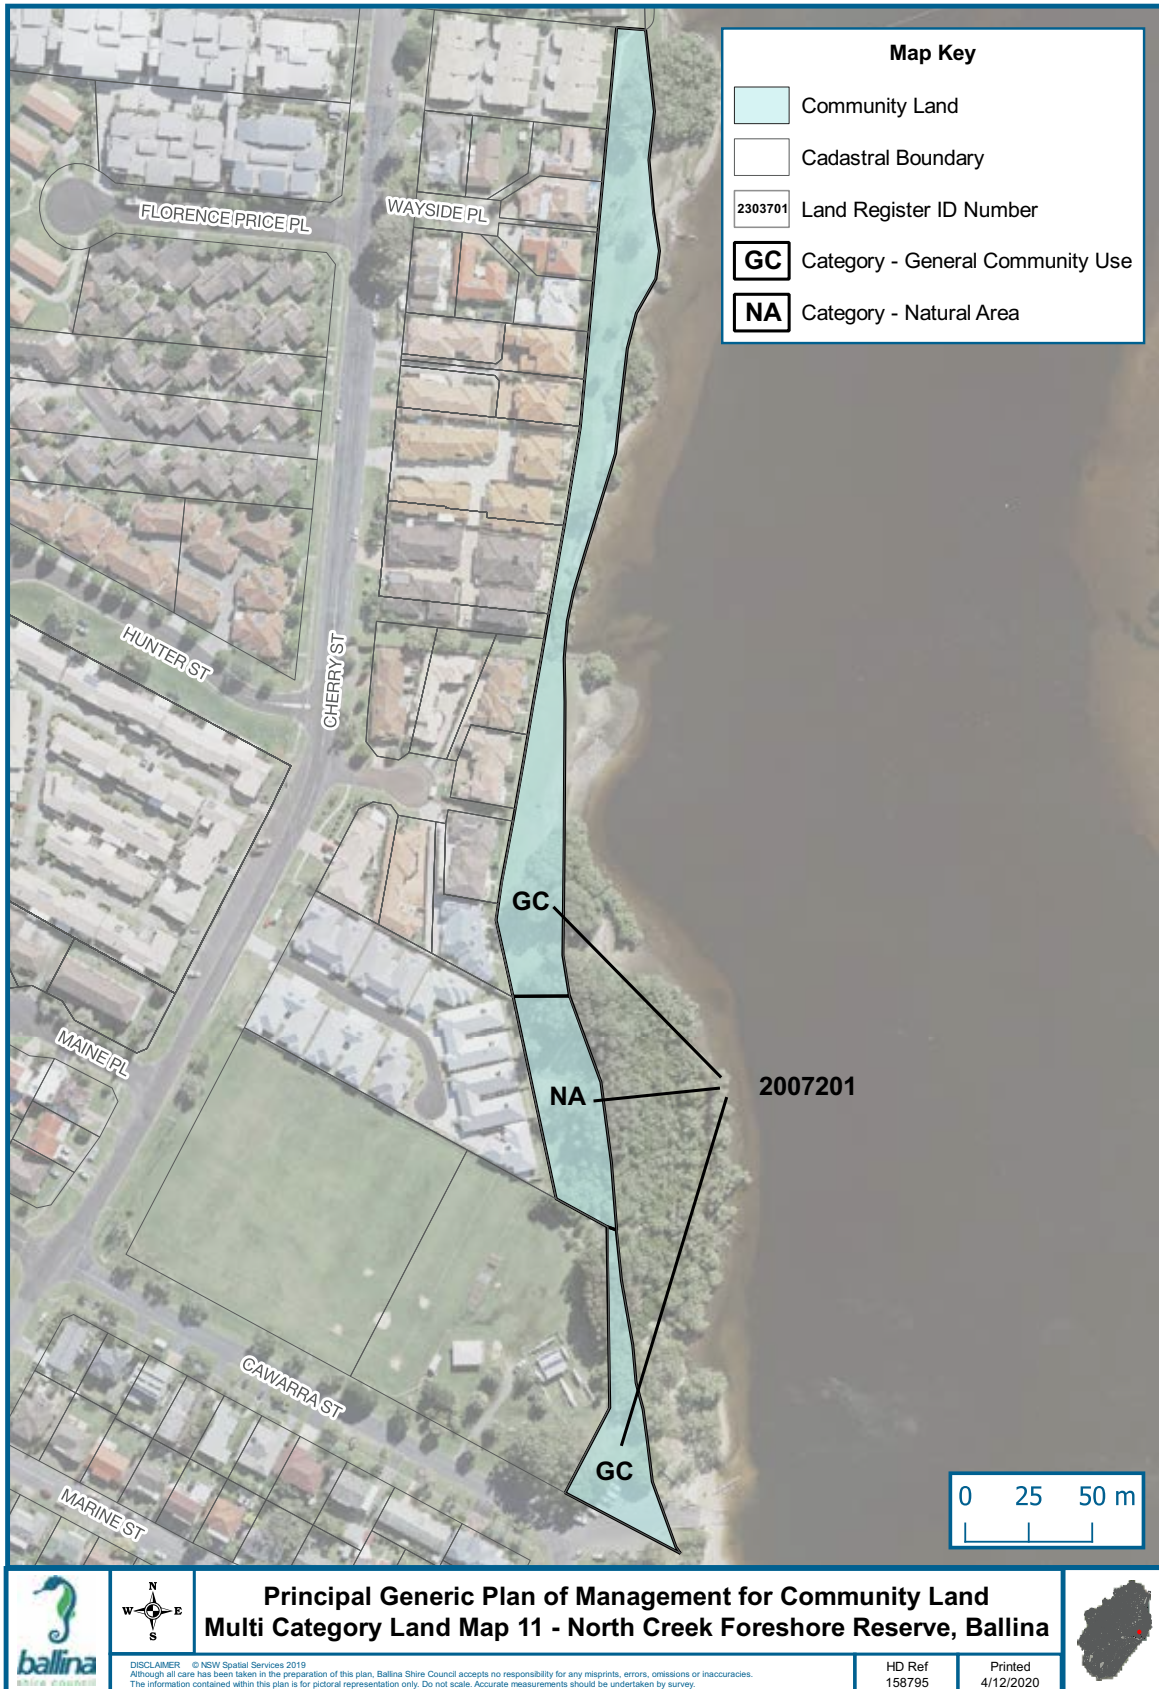 Map Key
Community Land
Cadastral Boundary
2303701 Land Register ID Number
GC Category - General Community Use
NA Category - Natural Area
FLORENCE PRICE PL
WAYSIDE PL
HUNTER ST
CHERRY ST
GC
MAINE PL
NA
2007201
CAWARRA ST
GC
MARINE ST
0 25 50 m
ballina
shire council
N
W E
S
Principal Generic Plan of Management for Community Land
Multi Category Land Map 11 - North Creek Foreshore Reserve, Ballina
DISCLAIMER © NSW Spatial Services 2019
Although all care has been taken in the preparation of this plan, Ballina Shire Council accepts no responsibility for any misprints, errors, omissions or inaccuracies.
The information contained within this plan is for pictoral representation only. Do not scale. Accurate measurements should be undertaken by survey.
HD Ref
158795
Printed
4/12/2020